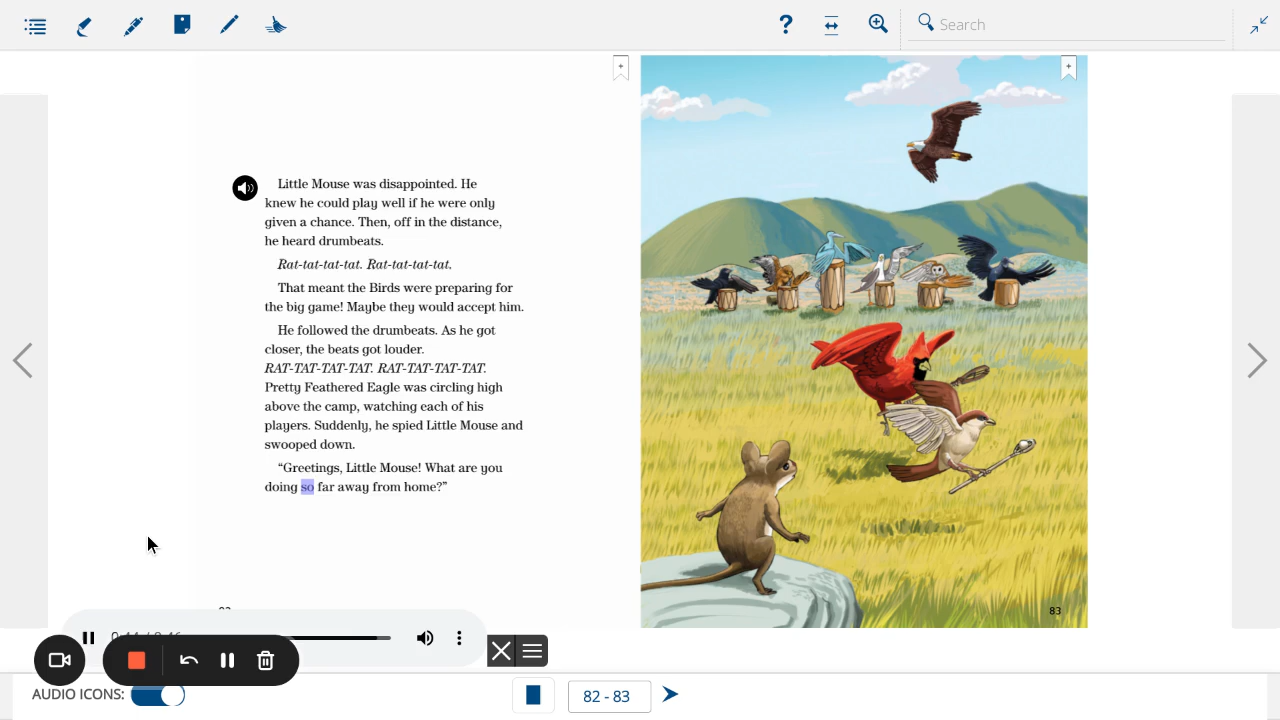 Search
Little Mouse was disappointed. He
knew he could play well if he were only
given a chance. Then, off in the distance,
he heard drumbeats.
Rat-tat-tat-tat. Rat-tat-tat-tat.
That meant the Birds were preparing for
the big game! Maybe they would accept him.
He followed the drumbeats. As he got
closer, the beats got louder.
RAT-TAT-TAT-TAT. RAT-TAT-TAT-TAT.
Pretty Feathered Eagle was circling high
above the camp, watching each of his
players. Suddenly, he spied Little Mouse and
swooped down.
“Greetings, Little Mouse! What are you
doing so far away from home?”
83
AUDIO ICONS:
82 - 83